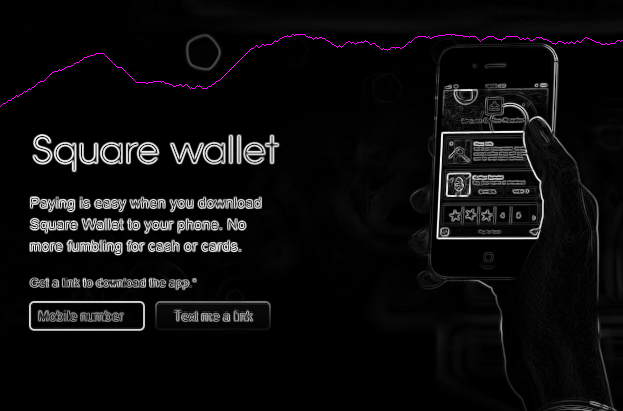 Square wallet
Paying is easy when you download
Square Wallet to your phone. No
more fumbling for cash or cards.
Get a link to download the app.*
Mobile number
Text me a link